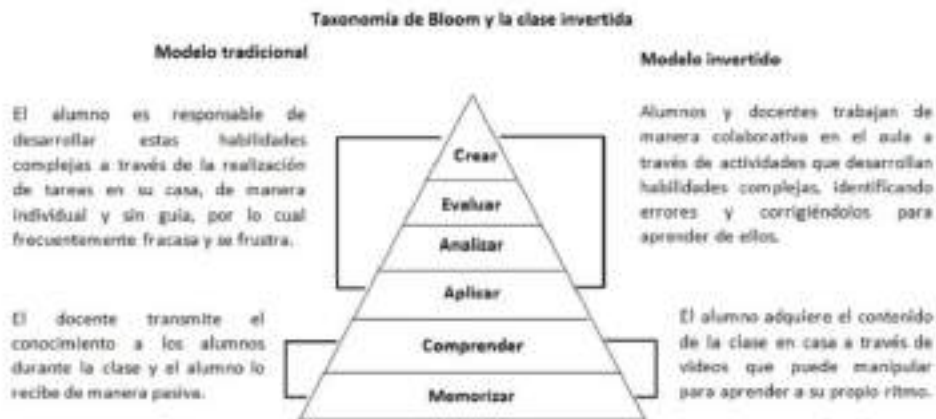 Taxonomía de Bloom y la clase invertida
Modelo tradicional
Modelo invertido
El alumno es responsable de
desarrollar estas habilidades
complejas a través de la realización
de tareas en su casa, de manera
individual y sin guía, por lo cual
frecuentemente fracasa y se frustra.
Alumnos y docentes trabajan de
manera colaborativa en el aula a
través de actividades que desarrollan
habilidades complejas, identificando
errores y corrigiéndolos para
aprender de ellos.
Crear
Evaluar
Analizar
Aplicar
Comprender
Memorizar
El docente transmite el
conocimiento a los alumnos
durante la clase y el alumno lo
recibe de manera pasiva.
El alumno adquiere el contenido
de la clase en casa a través de
videos que puede manipular
para aprender a su propio ritmo.